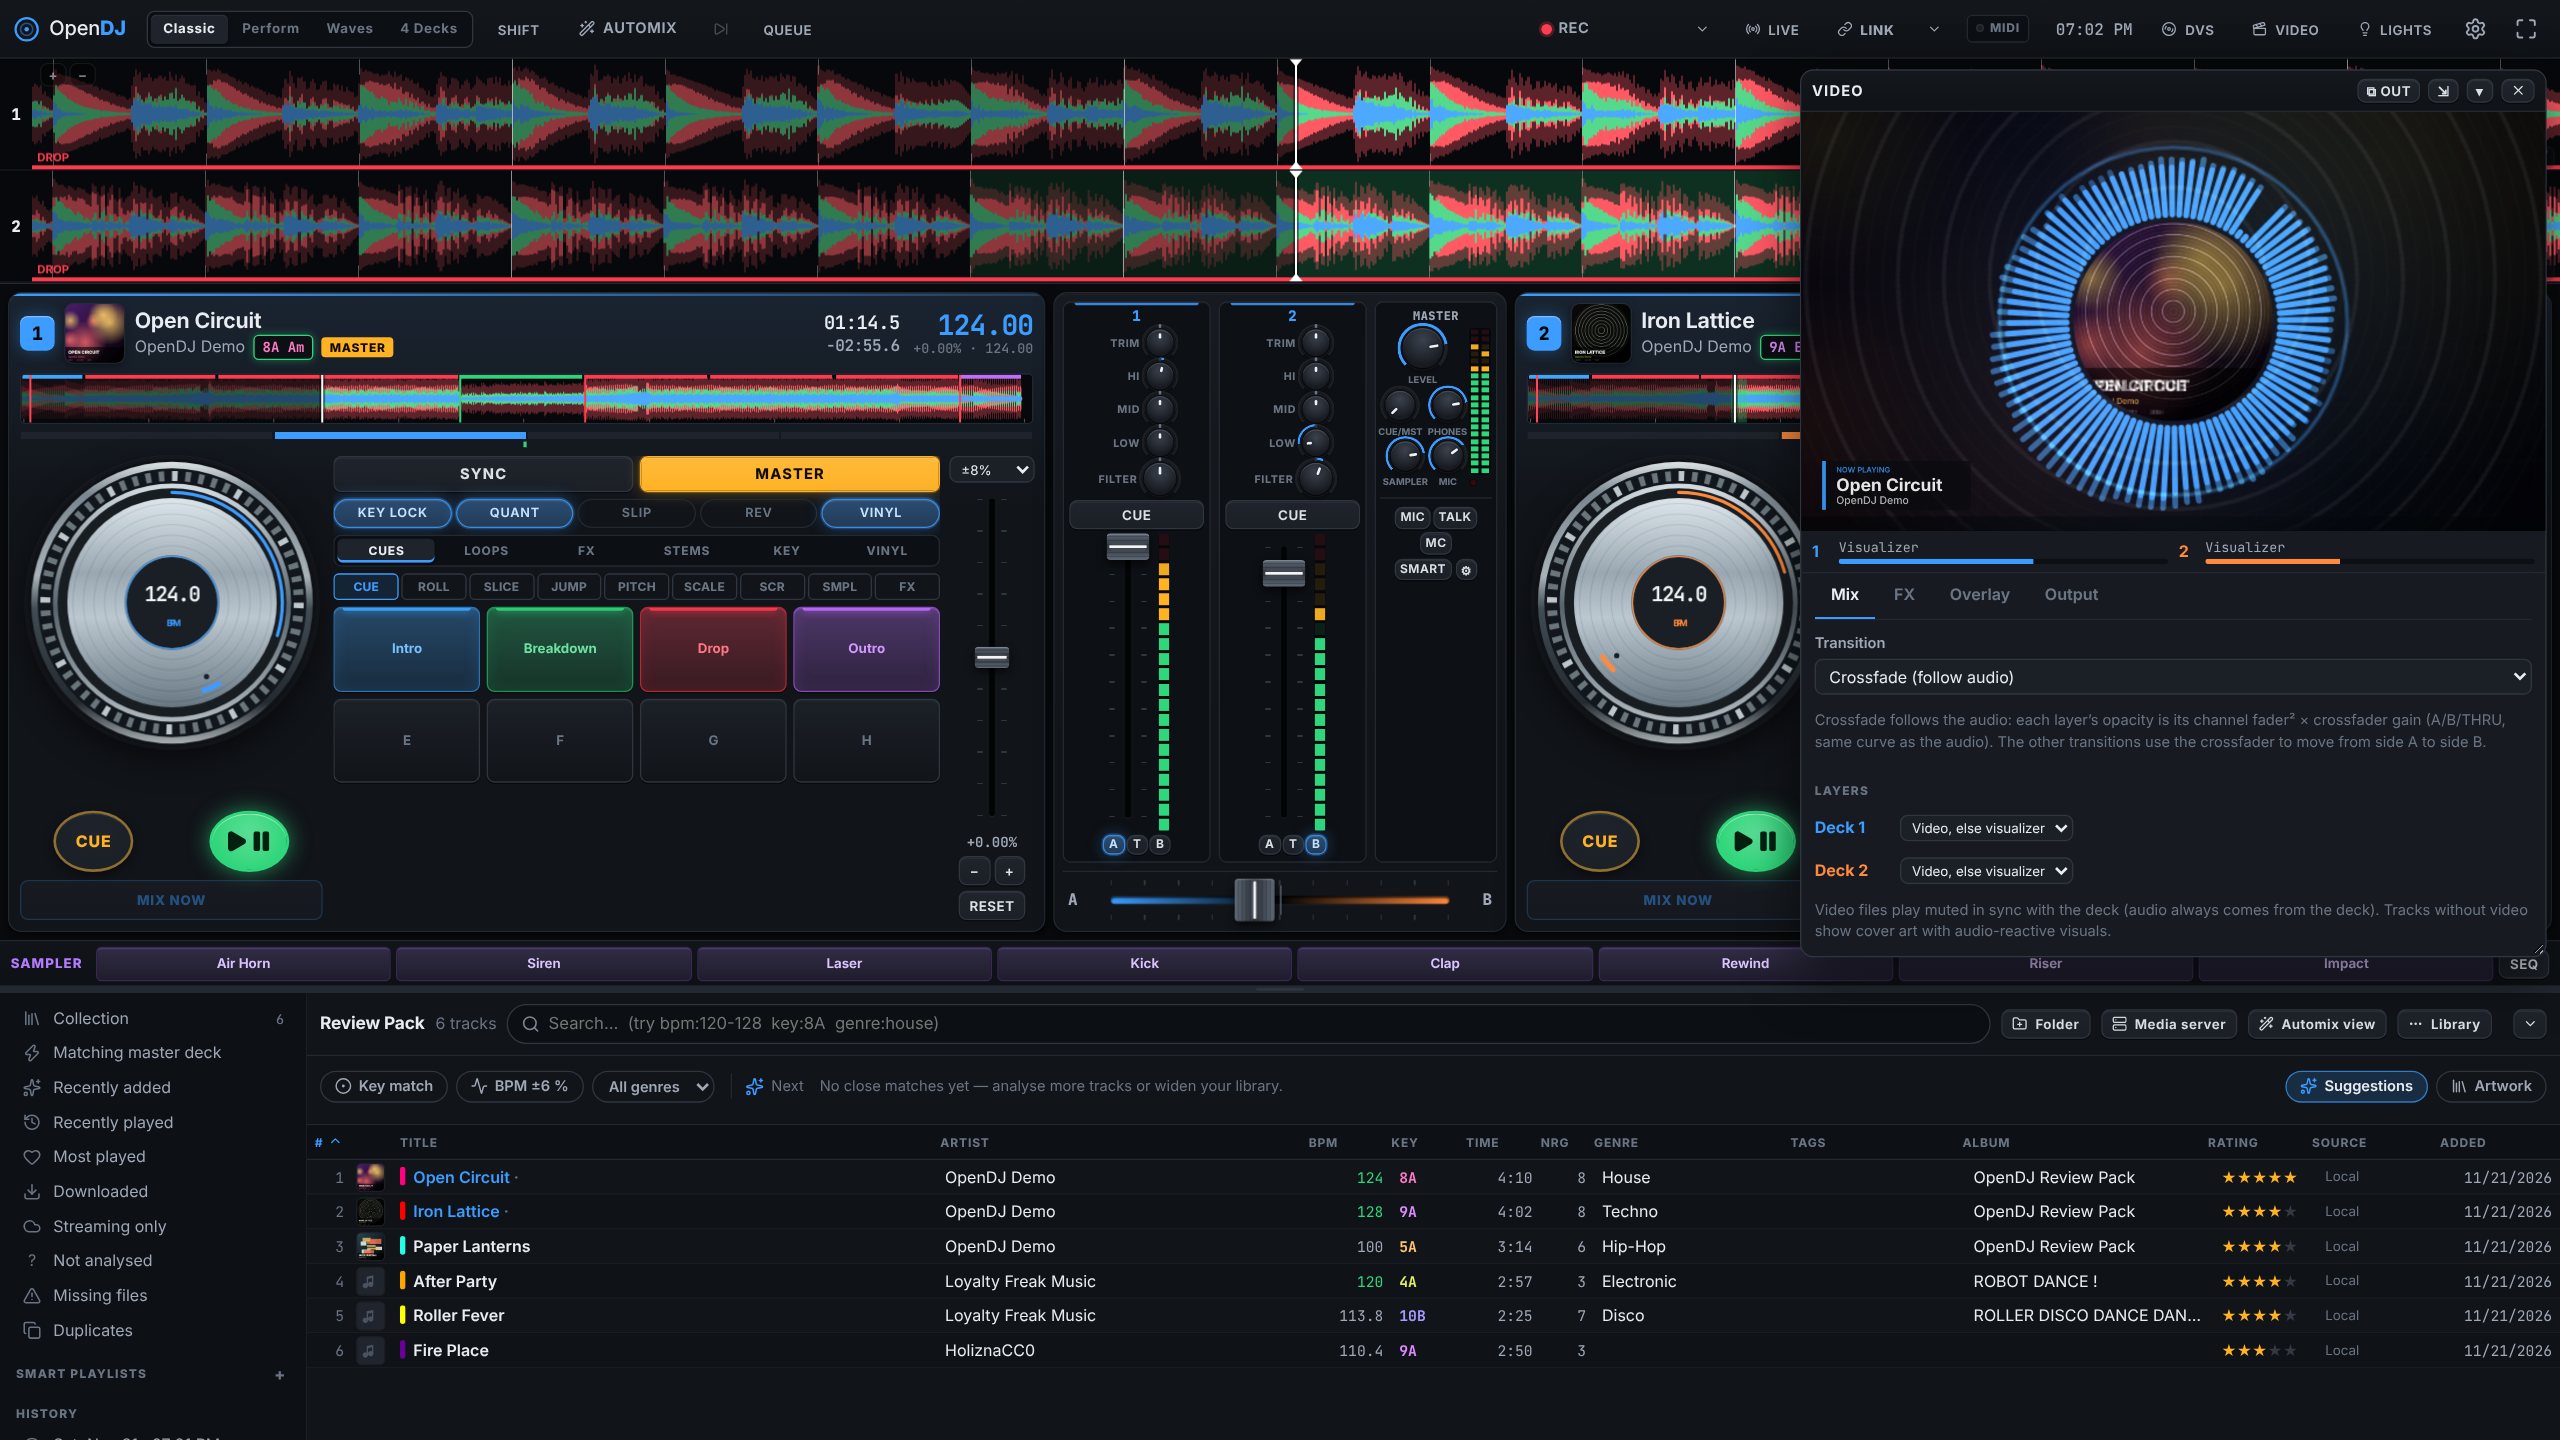 OpenDJ
Classic Perform Waves 4 Decks SHIFT AUTOMIX QUEUE REC LIVE LINK MIDI 07:02 PM DVS VIDEO LIGHTS
+ −
1
DROP
2
DROP
VIDEO
OUT
NOW PLAYING
Open Circuit
OpenDJ Demo
1 Visualizer 2 Visualizer
Mix FX Overlay Output
Transition
Crossfade (follow audio)
Crossfade follows the audio: each layer’s opacity is its channel fader² × crossfader gain (A/B/THRU,
same curve as the audio). The other transitions use the crossfader to move from side A to side B.
LAYERS
Deck 1 Video, else visualizer
Deck 2 Video, else visualizer
Video files play muted in sync with the deck (audio always comes from the deck). Tracks without video
show cover art with audio-reactive visuals.
1
OPEN CIRCUIT
Open Circuit
OpenDJ Demo 8A Am MASTER
01:14.5 124.00
-02:55.6 +0.00% · 124.00
SYNC MASTER ±8%
KEY LOCK QUANT SLIP REV VINYL
CUES LOOPS FX STEMS KEY VINYL
CUE ROLL SLICE JUMP PITCH SCALE SCR SMPL FX
124.0
BPM
Intro Breakdown Drop Outro
E F G H
CUE
+0.00%
− +
RESET
MIX NOW
1 2 MASTER
TRIM TRIM
HI HI LEVEL
MID MID
CUE/MST PHONES
LOW LOW
FILTER FILTER SAMPLER MIC
CUE CUE
MIC TALK
MC
SMART
A T B A T B
A B
2
IRON LATTICE
Iron Lattice
OpenDJ Demo 9A
124.0
BPM
CUE
MIX NOW
SAMPLER Air Horn Siren Laser Kick Clap Rewind Riser Impact SEQ
Collection 6
Matching master deck
Recently added
Recently played
Most played
Downloaded
Streaming only
? Not analysed
Missing files
Duplicates
SMART PLAYLISTS +
HISTORY
Review Pack 6 tracks Search... (try bpm:120-128 key:8A genre:house) Folder Media server Automix view Library
Key match BPM ±6 % All genres Next No close matches yet — analyse more tracks or widen your library. Suggestions Artwork
# TITLE ARTIST BPM KEY TIME NRG GENRE TAGS ALBUM RATING SOURCE ADDED
1 Open Circuit · OpenDJ Demo 124 8A 4:10 8 House OpenDJ Review Pack ★★★★★ Local 11/21/2026
2 Iron Lattice · OpenDJ Demo 128 9A 4:02 8 Techno OpenDJ Review Pack ★★★★★ Local 11/21/2026
3 Paper Lanterns OpenDJ Demo 100 5A 3:14 6 Hip-Hop OpenDJ Review Pack ★★★★★ Local 11/21/2026
4 After Party Loyalty Freak Music 120 4A 2:57 3 Electronic ROBOT DANCE ! ★★★★★ Local 11/21/2026
5 Roller Fever Loyalty Freak Music 113.8 10B 2:25 7 Disco ROLLER DISCO DANCE DAN... ★★★★★ Local 11/21/2026
6 Fire Place HoliznaCC0 110.4 9A 2:50 3 ★★★★★ Local 11/21/2026